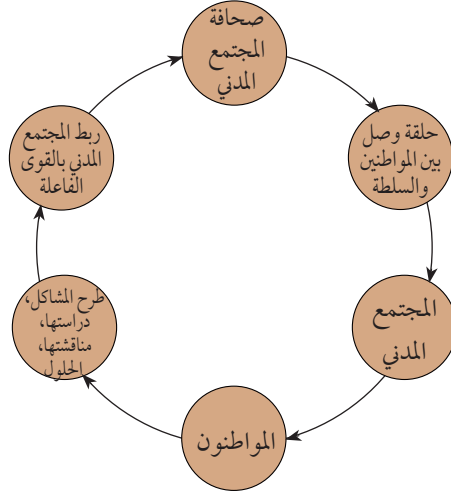 صحافة
المجتمع
المدني
حلقة وصل
بين المواطنين
والسلطة
المجتمع
المدني
المواطنون
طرح المشاكل،
دراستها،
مناقشتها،
الحلول
ربط المجتمع
المدني بالقوى
الفاعلة